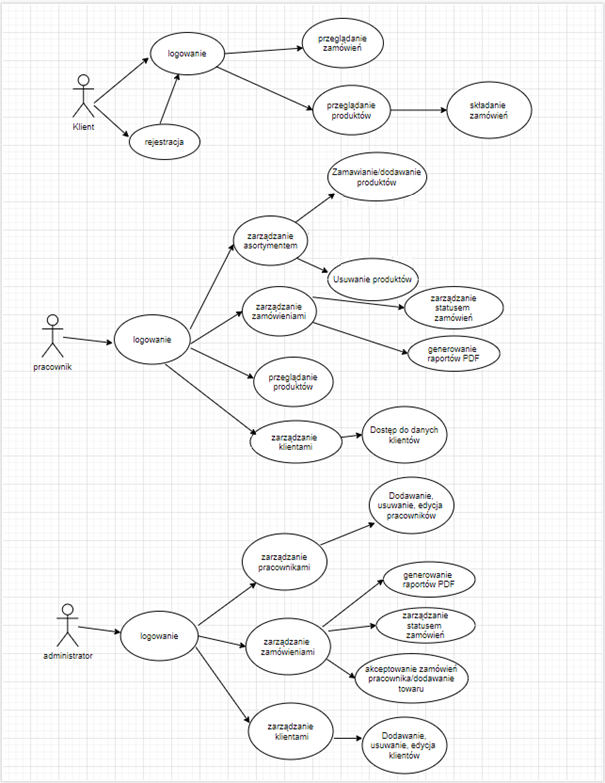 logowanie
przeglądanie
zamówień
Klient
rejestracja
przeglądanie
produktów
składanie
zamówień
Zamawianie/dodawanie
produktów
zarządzanie
asortymentem
Usuwanie produktów
zarządzanie
zamówieniami
zarządzanie
statusem
zamówień
pracownik
logowanie
generowanie
raportów PDF
przeglądanie
produktów
zarządzanie
klientami
Dostęp do danych
klientów
Dodawanie,
usuwanie, edycja
pracowników
zarządzanie
pracownikami
generowanie
raportów PDF
administrator
logowanie
zarządzanie
zamówieniami
zarządzanie
statusem
zamówień
akceptowanie zamówień
pracownika/dodawanie
towaru
zarządzanie
klientami
Dodawanie,
usuwanie, edycja
klientów